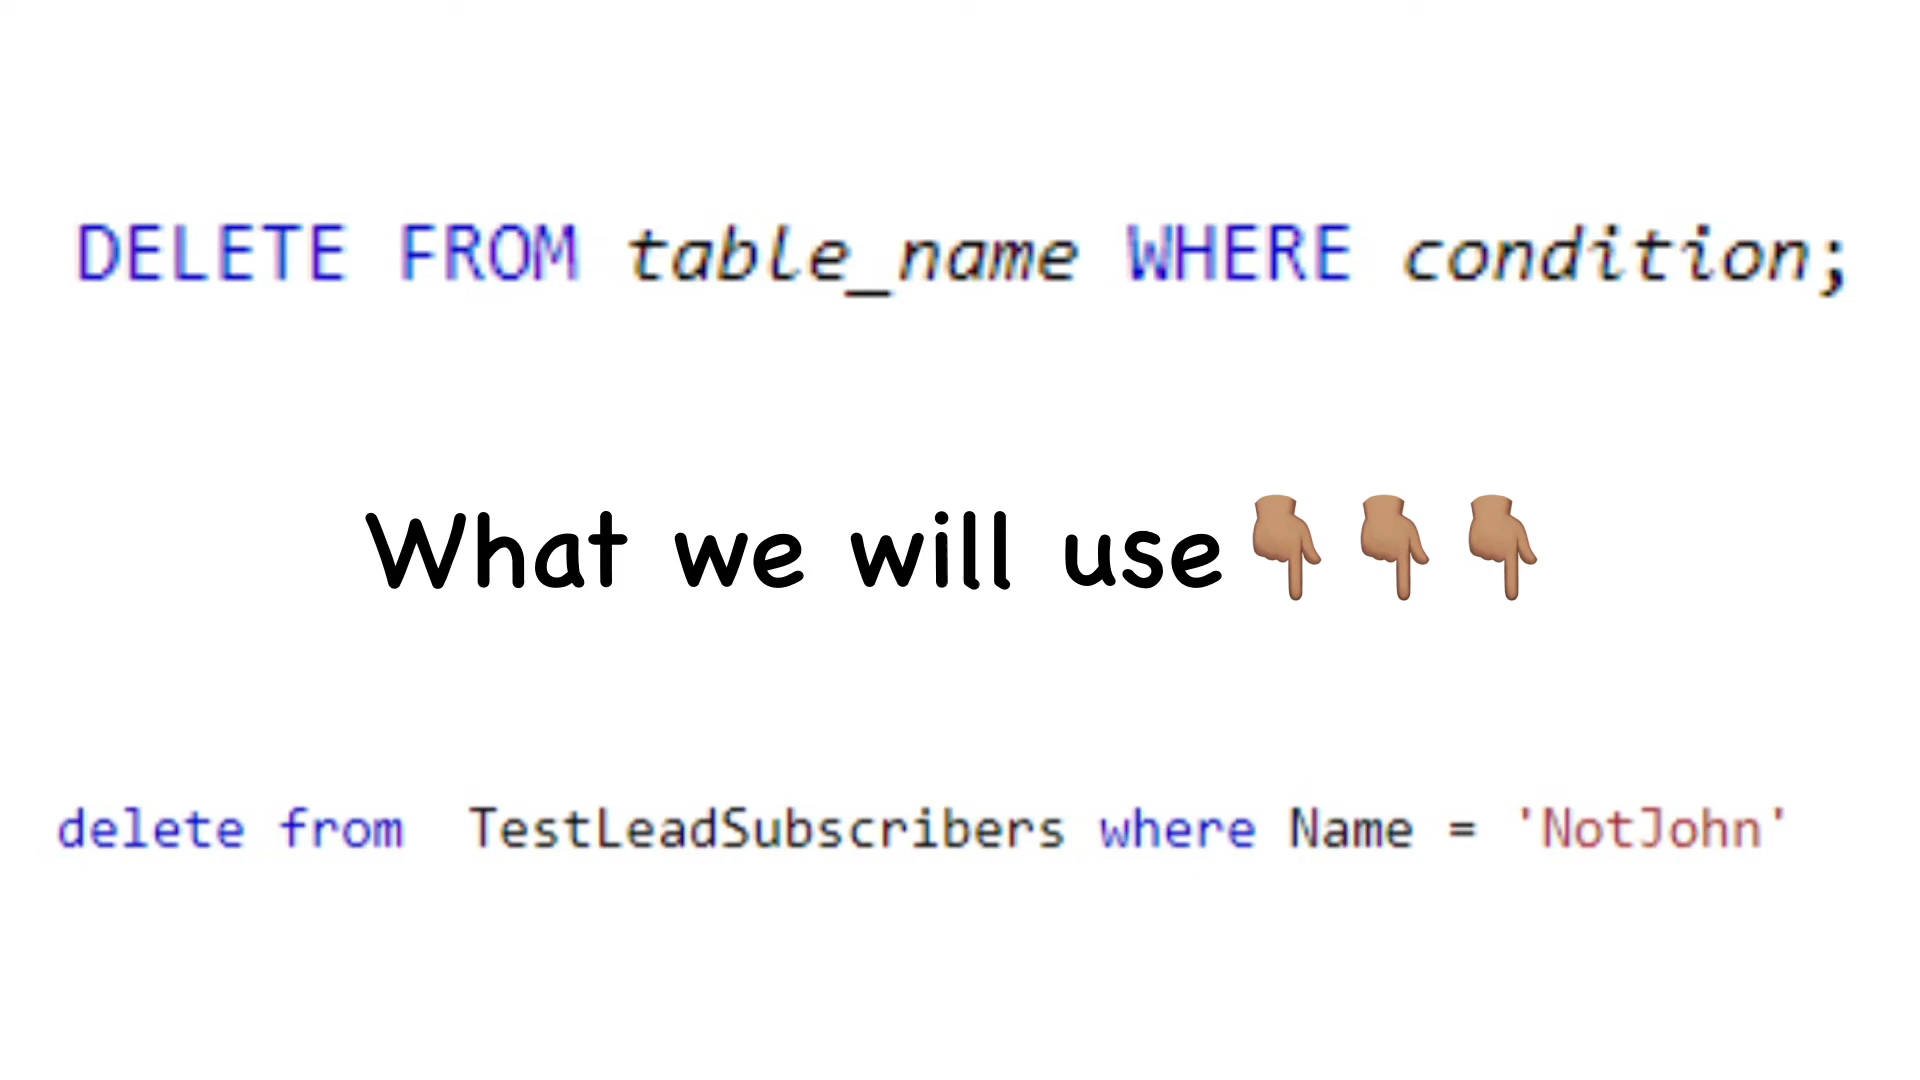 DELETE FROM table_name WHERE condition;
What we will use👇🏽👇🏽👇🏽
delete from  TestLeadSubscribers where Name = 'NotJohn'